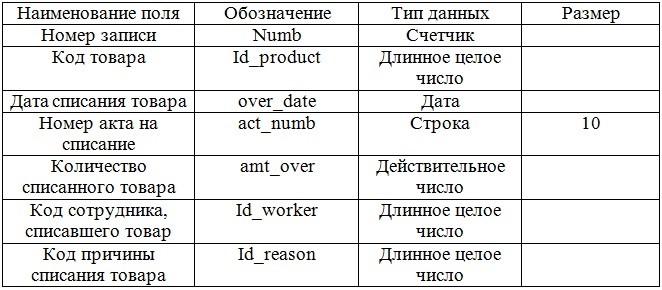 Наименование поля Обозначение Тип данных Размер
Номер записи Numb Счетчик
Код товара Id_product Длинное целое
число
Дата списания товара over_date Дата
Номер акта на act_numb Строка 10
списание
Количество amt_over Действительное
списанного товара число
Код сотрудника, Id_worker Длинное целое
списавшего товар число
Код причины Id_reason Длинное целое
списания товара число